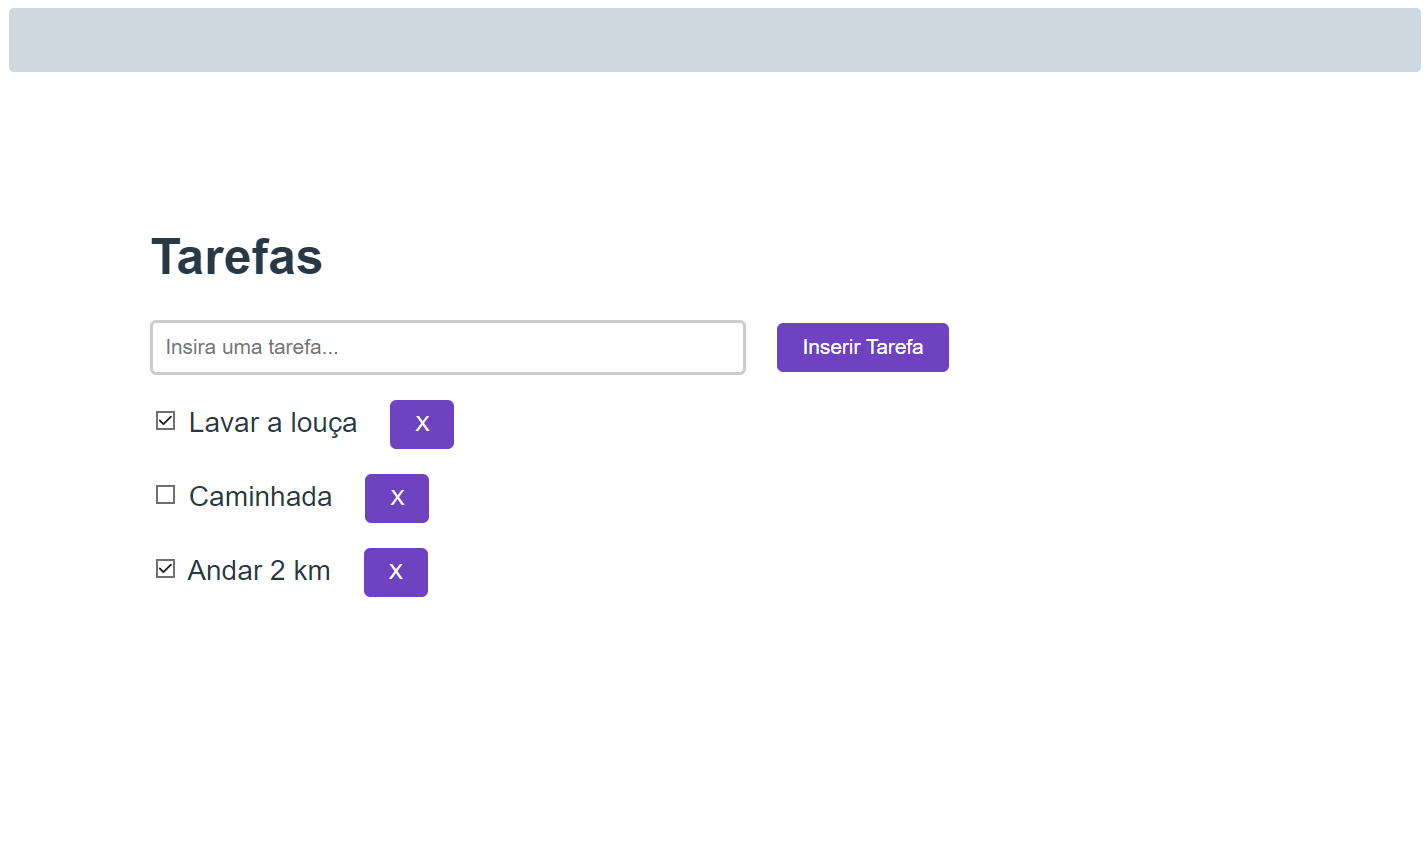 Tarefas
Insira uma tarefa... Inserir Tarefa
Lavar a louça X
Caminhada X
Andar 2 km X